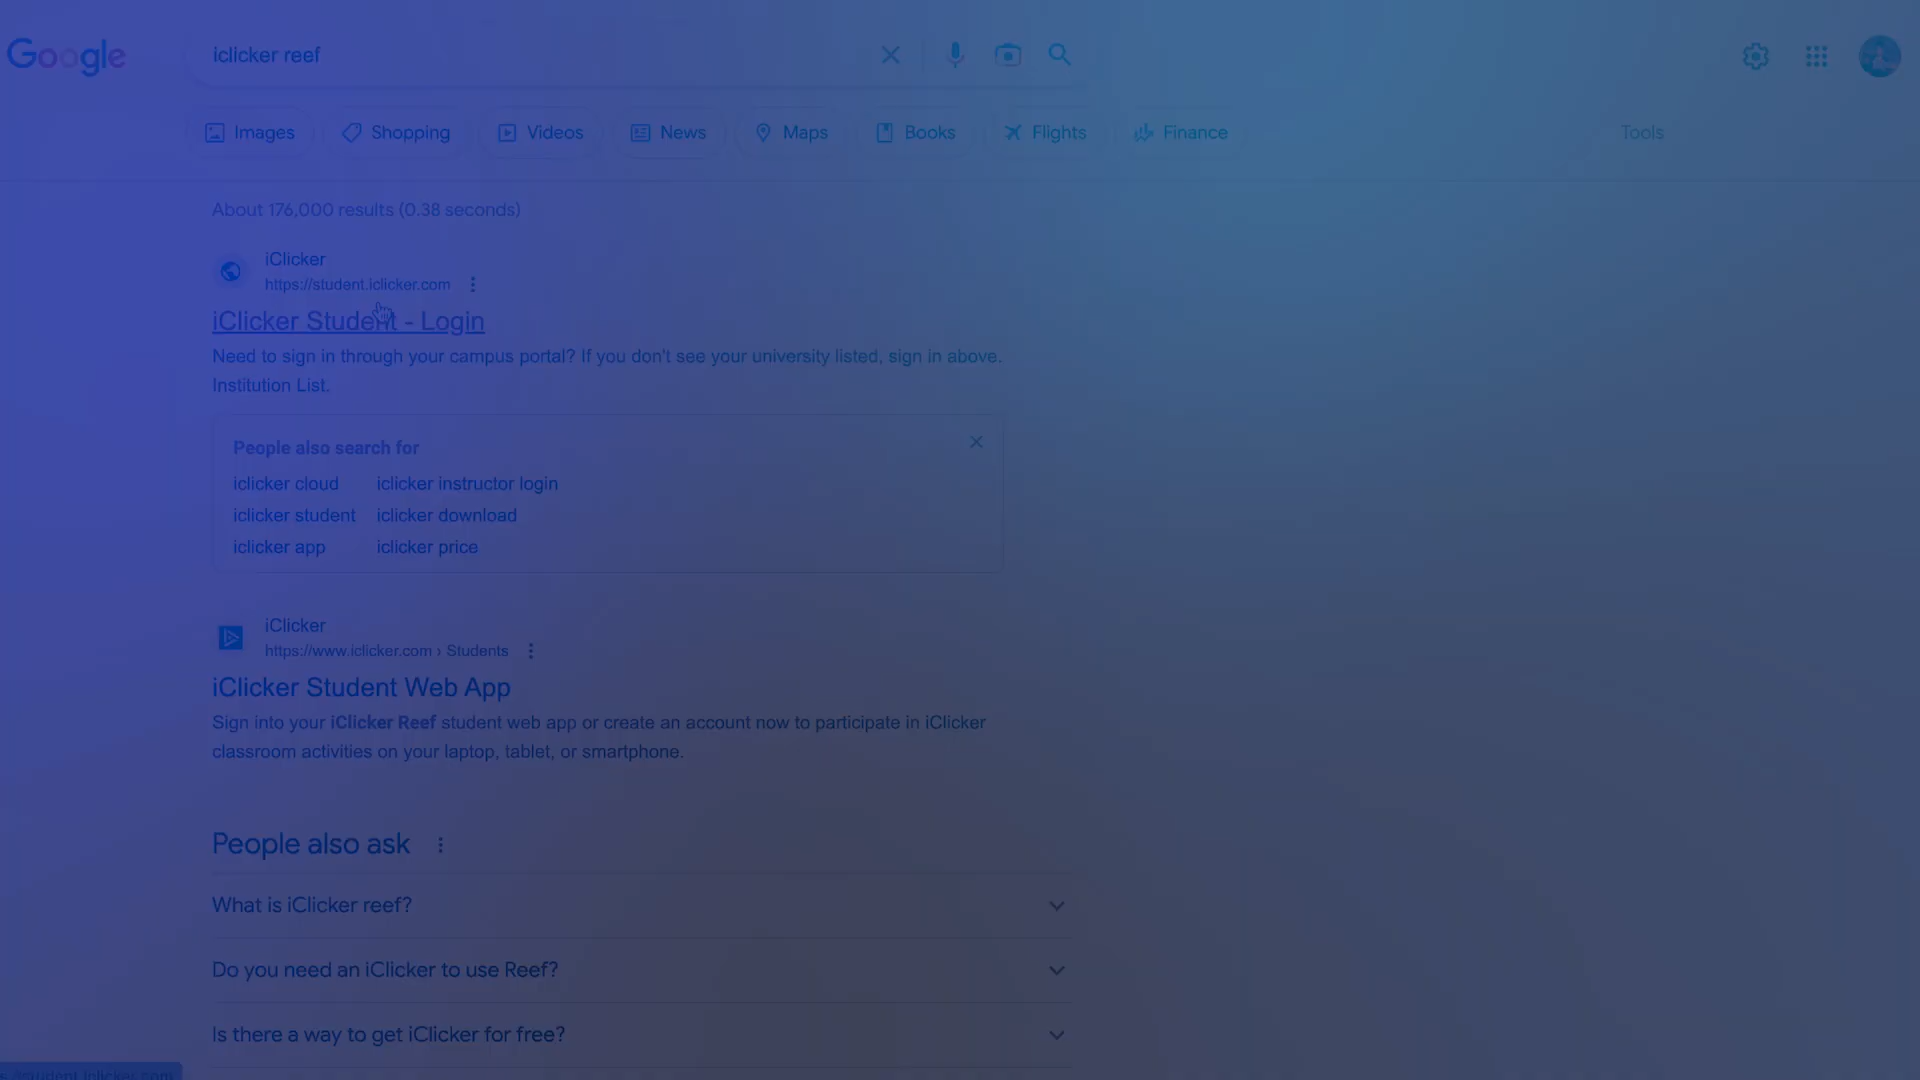 Google
iclicker reef
Images Shopping Videos News Maps Books Flights Finance Tools
About 176,000 results (0.38 seconds)
iClicker
https://student.iclicker.com
iClicker Student - Login
Need to sign in through your campus portal? If you don't see your university listed, sign in above.
Institution List.
People also search for
iclicker cloud iclicker instructor login
iclicker student iclicker download
iclicker app iclicker price
iClicker
https://www.iclicker.com › Students
iClicker Student Web App
Sign into your iClicker Reef student web app or create an account now to participate in iClicker
classroom activities on your laptop, tablet, or smartphone.
People also ask
What is iClicker reef?
Do you need an iClicker to use Reef?
Is there a way to get iClicker for free?